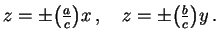 z = ±(a/c)x ,    z = ±(b/c)y .